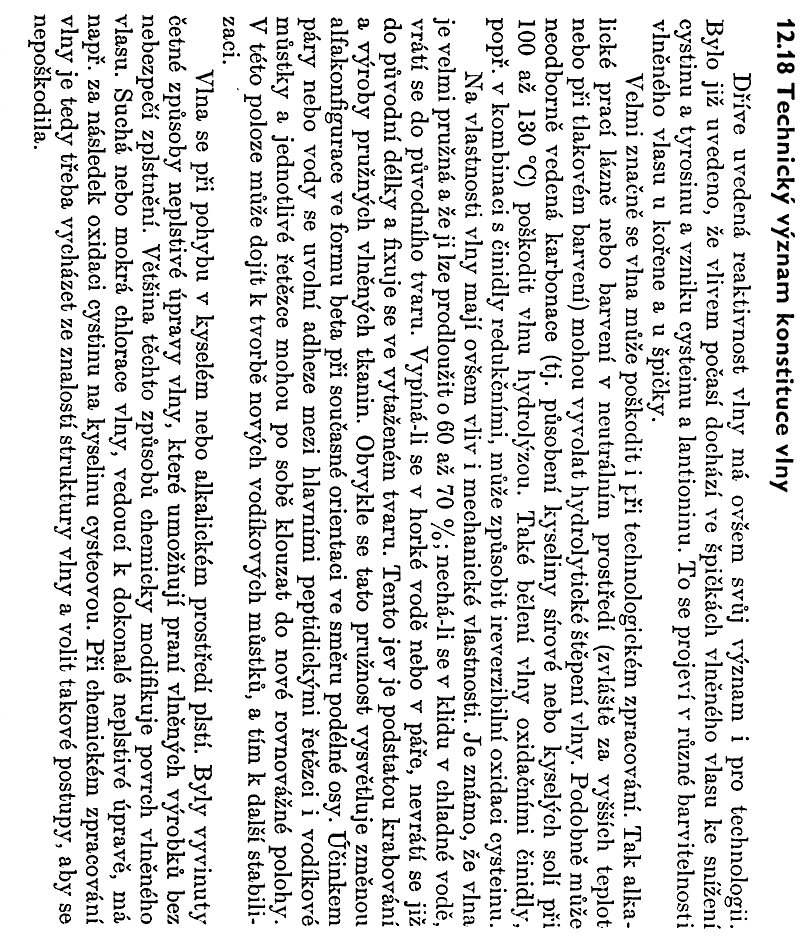 12.18 Technický význam konstituce vlny
Dříve uvedená reaktivnost vlny má ovšem svůj význam i pro technologii.
Bylo již uvedeno, že vlivem počasí dochází ve špičkách vlněného vlasu ke snížení
cystinu a tyrosinu a vzniku cysteinu a lantioninu. To se projeví v různé barvitelnosti
vlněného vlasu u kořene a u špičky.
Velmi značně se vlna může poškodit i při technologickém zpracování. Tak alka-
lické prací lázně nebo barvení v neutrálním prostředí (zvláště za vyšších teplot
nebo při tlakovém barvení) mohou vyvolat hydrolytické štěpení vlny. Podobně může
neodborně vedená karbonace (tj. působení kyseliny sírové nebo kyselých solí při
100 až 130 °C) poškodit vlnu hydrolýzou. Také bělení vlny oxidačními činidly,
popř. v kombinaci s činidly redukčními, může způsobit ireverzibilní oxidaci cysteinu.
Na vlastnosti vlny mají ovšem vliv i mechanické vlastnosti. Je známo, že vlna
je velmi pružná a že ji lze prodloužit o 60 až 70 %; nechá-li se v klidu v chladné vodě,
vrátí se do původního tvaru. Vypíná-li se v horké vodě nebo v páře, nevrátí se již
do původní délky a fixuje se ve vytaženém tvaru. Tento jev je podstatou krabování
a výroby pružných vlněných tkanin. Obvykle se tato pružnost vysvětluje změnou
alfakonfigurace ve formu beta při současné orientaci ve směru podélné osy. Účinkem
páry nebo vody se uvolní adheze mezi hlavními peptidickými řetězci i vodíkové
můstky a jednotlivé řetězce mohou po sobě klouzat do nové rovnovážné polohy.
V této poloze může dojít k tvorbě nových vodíkových můstků, a tím k další stabili-
zaci.
Vlna se při pohybu v kyselém nebo alkalickém prostředí plstí. Byly vyvinuty
četné způsoby neplstivé úpravy vlny, které umožňují praní vlněných výrobků bez
nebezpečí zplstnění. Většina těchto způsobů chemicky modifikuje povrch vlněného
vlasu. Suchá nebo mokrá chlorace vlny, vedoucí k dokonalé neplstivé úpravě, má
např. za následek oxidaci cystinu na kyselinu cysteovou. Při chemickém zpracování
vlny je tedy třeba vycházet ze znalostí struktury vlny a volit takové postupy, aby se
nepoškodila.